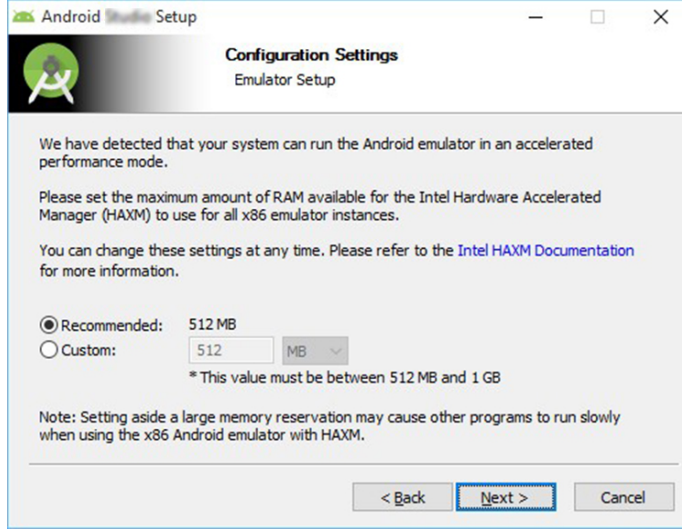 Android Setup
Configuration Settings
Emulator Setup
We have detected that your system can run the Android emulator in an accelerated
performance mode.
Please set the maximum amount of RAM available for the Intel Hardware Accelerated
Manager (HAXM) to use for all x86 emulator instances.
You can change these settings at any time. Please refer to the Intel HAXM Documentation
for more information.
Recommended: 512 MB
Custom: 512 MB
* This value must be between 512 MB and 1 GB
Note: Setting aside a large memory reservation may cause other programs to run slowly
when using the x86 Android emulator with HAXM.
< Back Next > Cancel